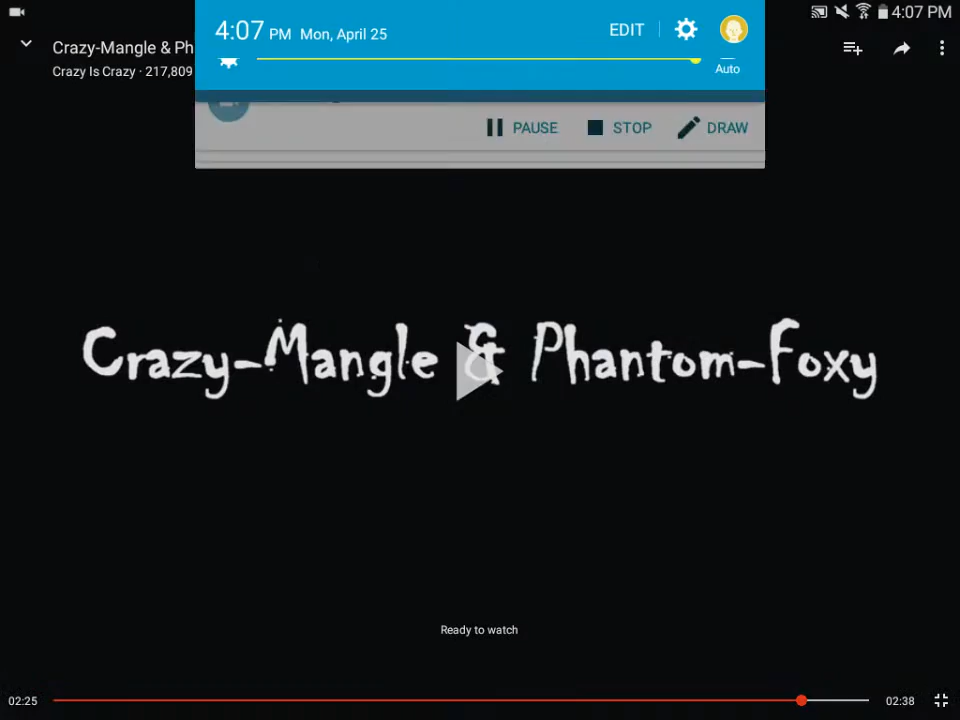 4:07 PM
4:07 PM Mon, April 25
EDIT
Crazy-Mangle & Ph
Crazy Is Crazy · 217,809
Auto
PAUSE
STOP
DRAW
Crazy-Mangle & Phantom-Foxy
Ready to watch
02:25
02:38